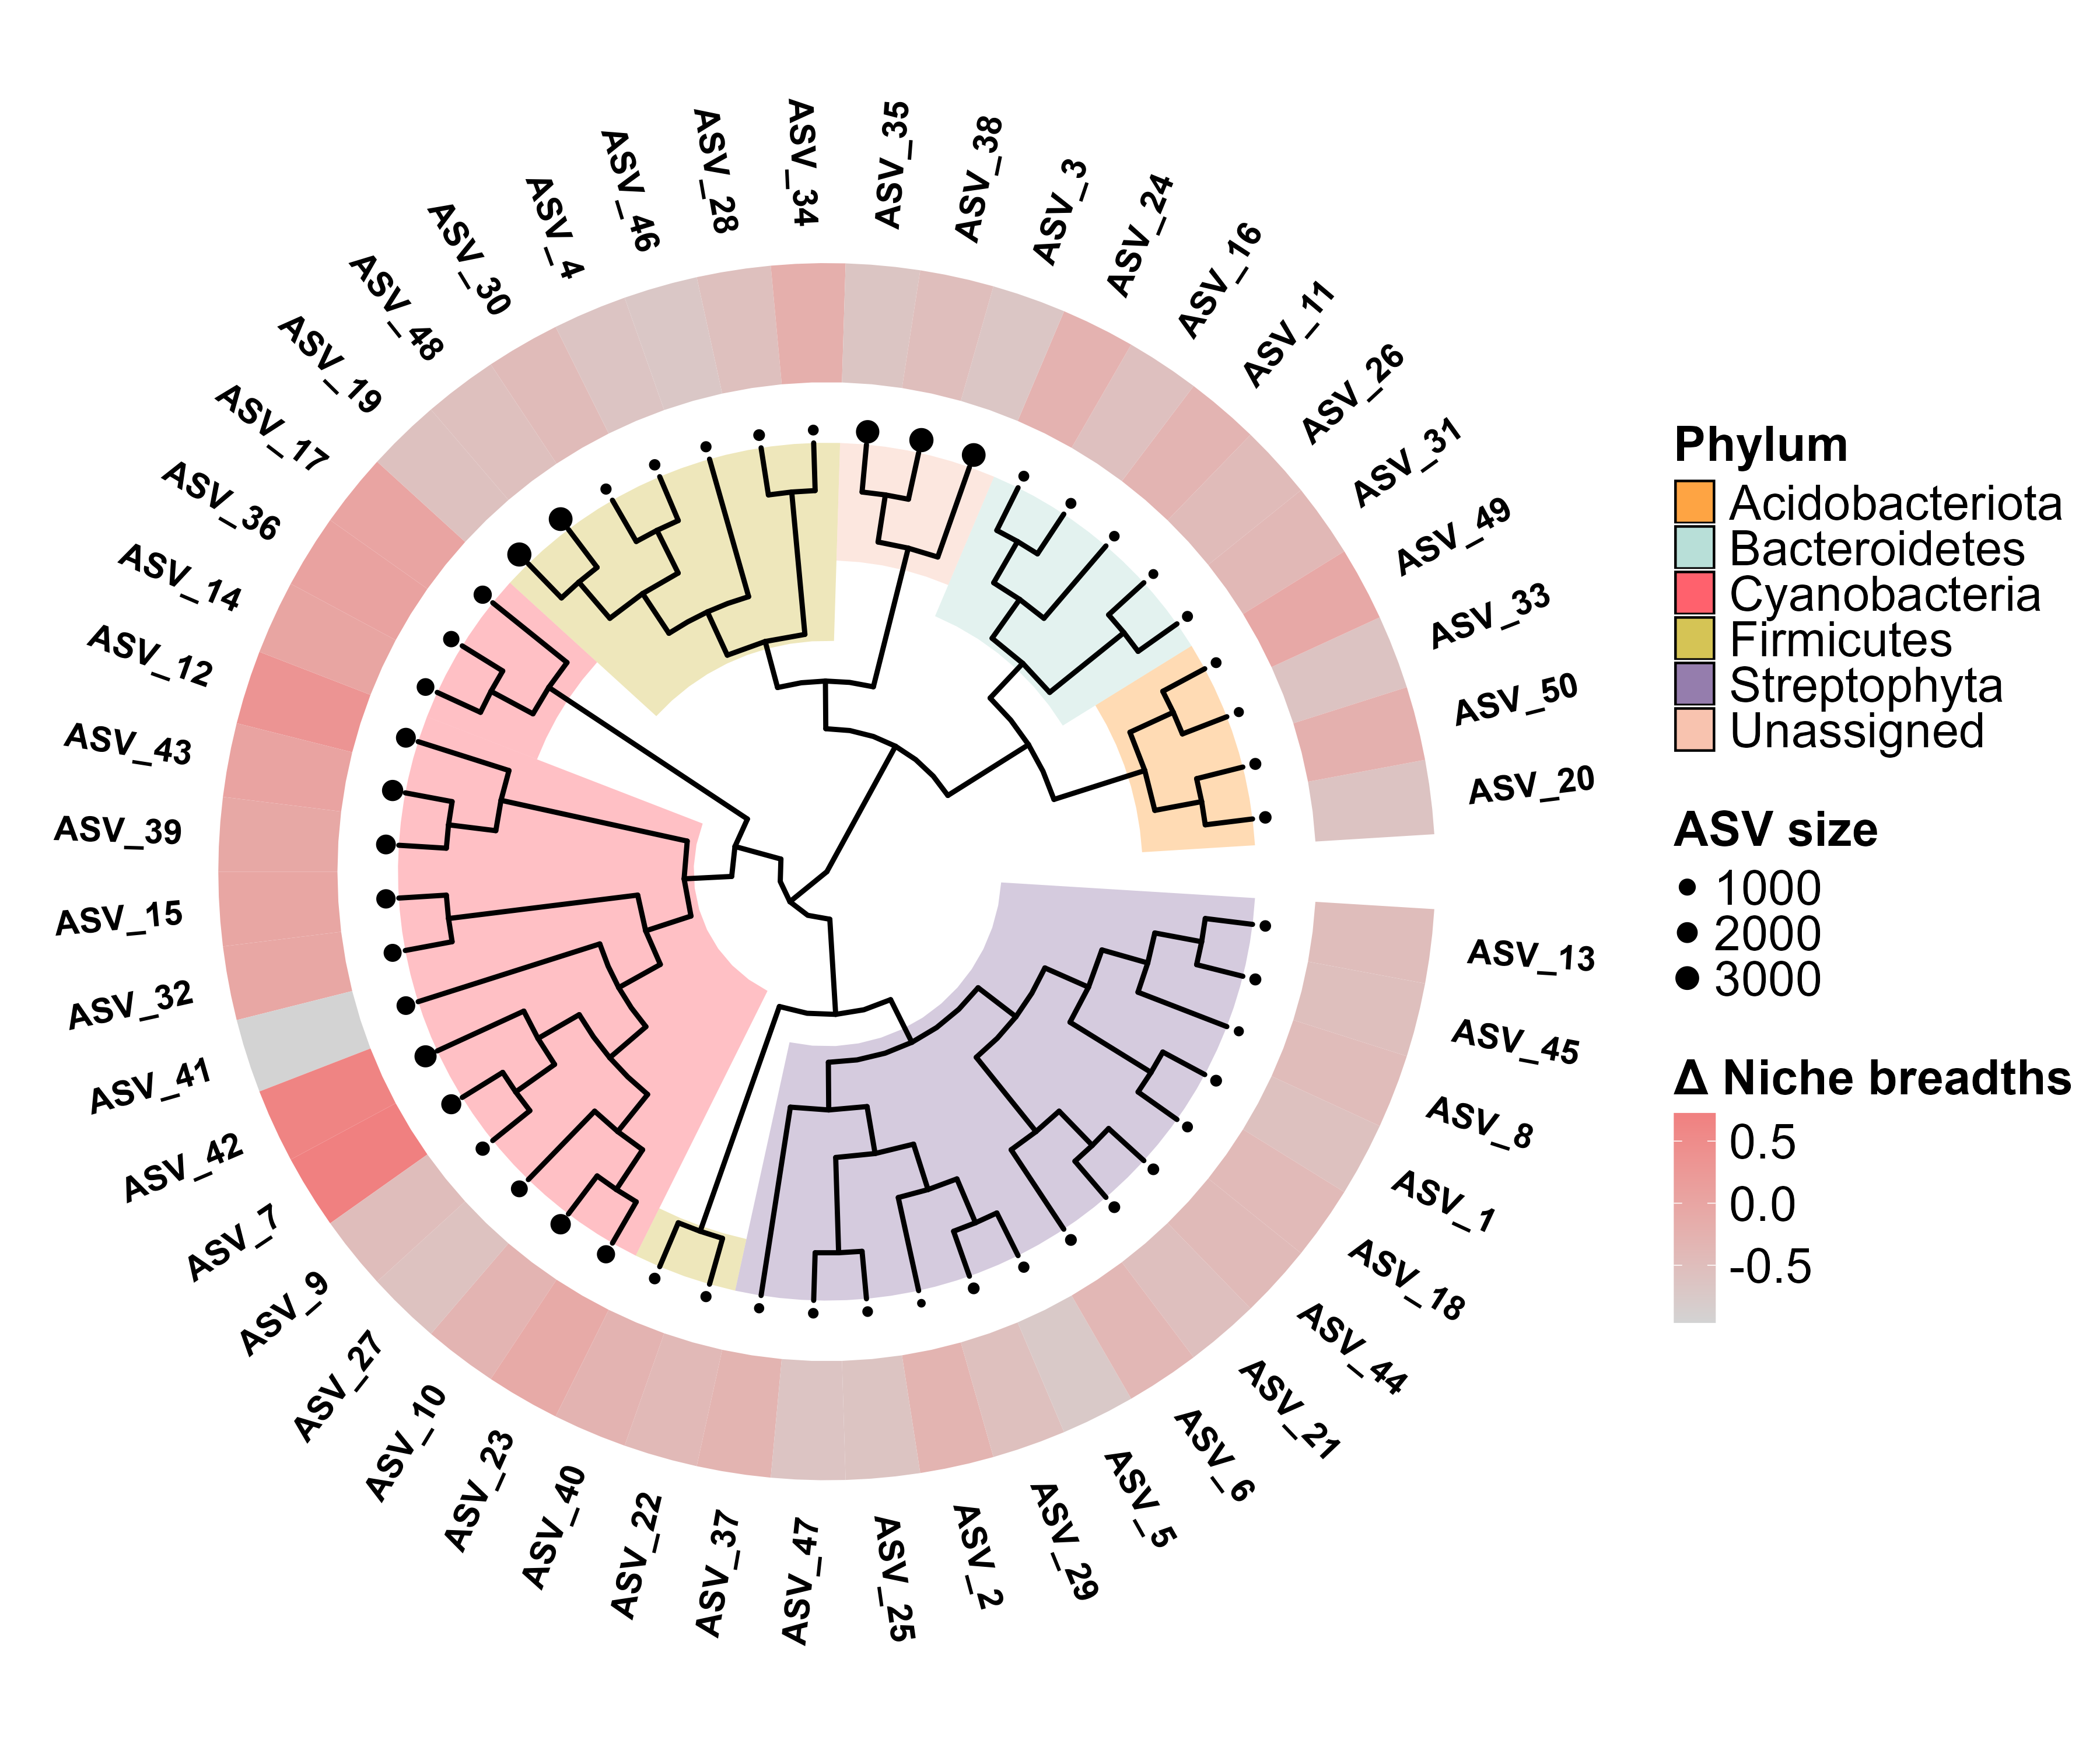 ASV_34
ASV_35
ASV_38
ASV_3
ASV_24
ASV_16
ASV_11
ASV_26
ASV_31
ASV_49
ASV_33
ASV_50
ASV_20
ASV_13
ASV_45
ASV_8
ASV_1
ASV_18
ASV_44
ASV_21
ASV_6
ASV_5
ASV_29
ASV_2
ASV_25
ASV_47
ASV_37
ASV_22
ASV_40
ASV_23
ASV_10
ASV_27
ASV_9
ASV_7
ASV_42
ASV_41
ASV_32
ASV_15
ASV_39
ASV_43
ASV_12
ASV_14
ASV_36
ASV_17
ASV_19
ASV_48
ASV_30
ASV_4
ASV_46
ASV_28
Phylum
Acidobacteriota
Bacteroidetes
Cyanobacteria
Firmicutes
Streptophyta
Unassigned
ASV size
1000
2000
3000
Δ Niche breadths
0.5
0.0
-0.5